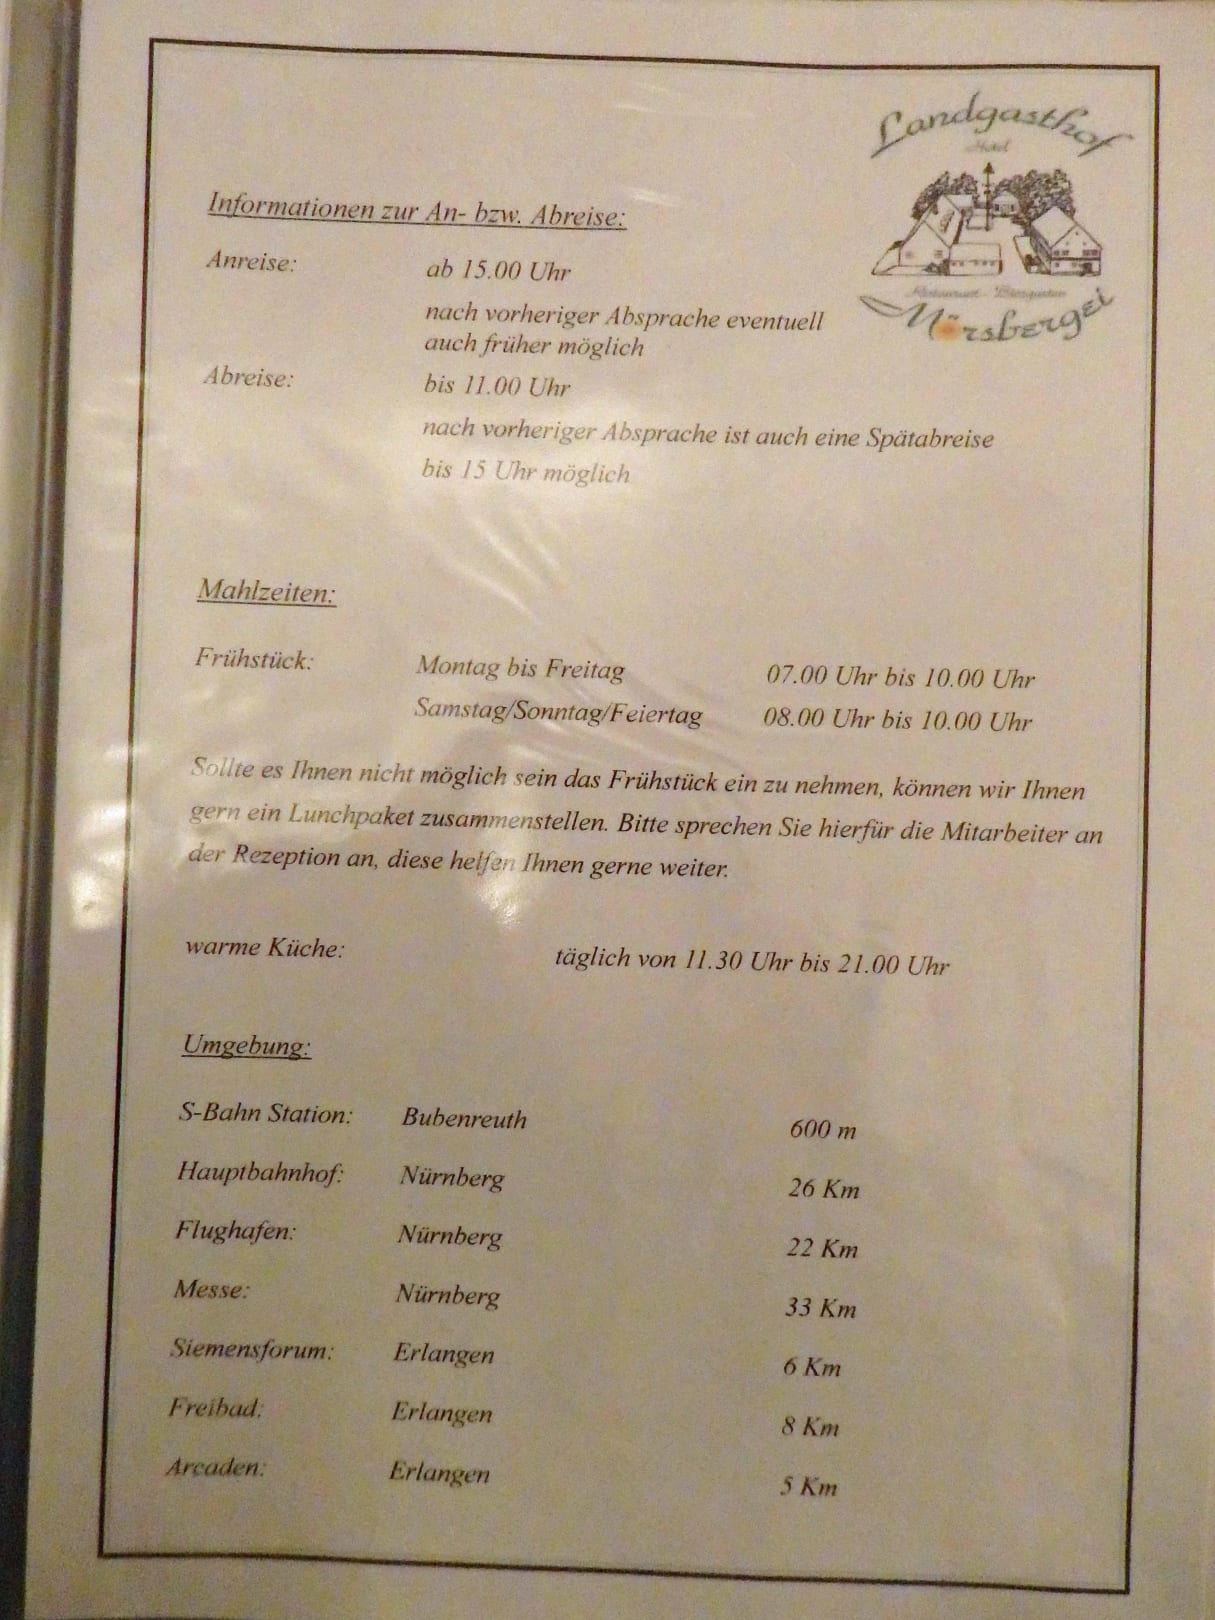 Landgasthof
Hotel
Restaurant - Biergarten
Mörsbergei
Informationen zur An- bzw. Abreise:
Anreise: ab 15.00 Uhr
nach vorheriger Absprache eventuell
auch früher möglich
Abreise: bis 11.00 Uhr
nach vorheriger Absprache ist auch eine Spätabreise
bis 15 Uhr möglich
Mahlzeiten:
Frühstück: Montag bis Freitag 07.00 Uhr bis 10.00 Uhr
Samstag/Sonntag/Feiertag 08.00 Uhr bis 10.00 Uhr
Sollte es Ihnen nicht möglich sein das Frühstück ein zu nehmen, können wir Ihnen
gern ein Lunchpaket zusammenstellen. Bitte sprechen Sie hierfür die Mitarbeiter an
der Rezeption an, diese helfen Ihnen gerne weiter.
warme Küche: täglich von 11.30 Uhr bis 21.00 Uhr
Umgebung:
S-Bahn Station: Bubenreuth 600 m
Hauptbahnhof: Nürnberg 26 Km
Flughafen: Nürnberg 22 Km
Messe: Nürnberg 33 Km
Siemensforum: Erlangen 6 Km
Freibad: Erlangen 8 Km
Arcaden: Erlangen 5 Km